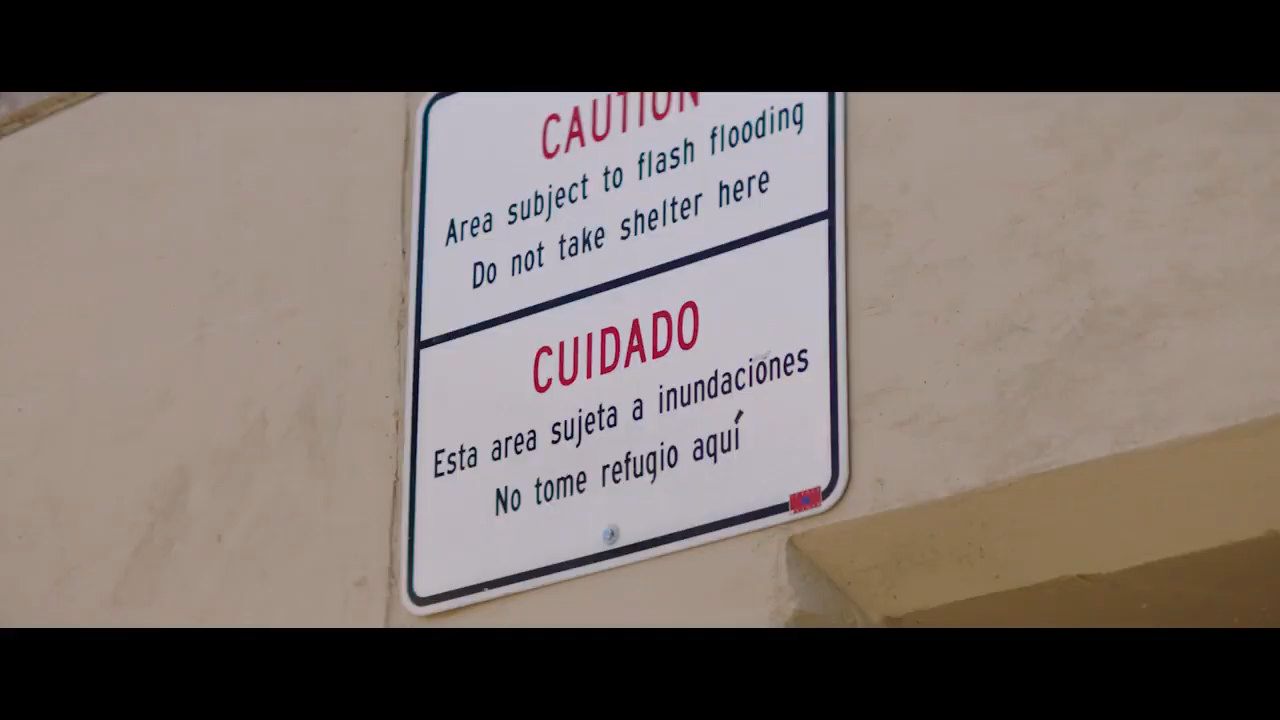 CAUTION
Area subject to flash flooding
Do not take shelter here
CUIDADO
Esta area sujeta a inundaciones
No tome refugio aquí